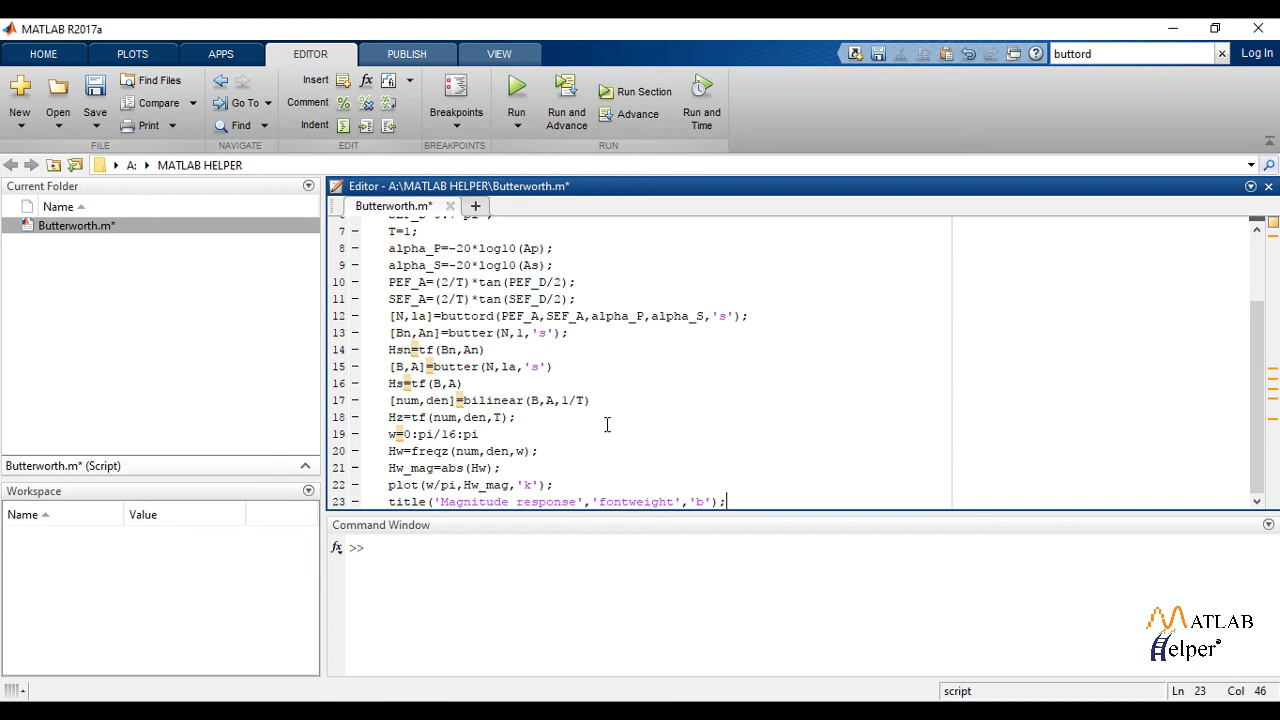 MATLAB R2017a
HOME PLOTS APPS EDITOR PUBLISH VIEW buttord Log In
New Open Save Find Files Compare Print Go To Find Insert Comment Indent Breakpoints Run Run and Advance Run Section Advance Run and Time
FILE NAVIGATE EDIT BREAKPOINTS RUN
A: MATLAB HELPER
Current Folder
Name
Butterworth.m*
Butterworth.m* (Script)
Workspace
Name Value
Editor - A:\MATLAB HELPER\Butterworth.m*
Butterworth.m*
7 T=1;
8 alpha_P=-20*log10(Ap);
9 alpha_S=-20*log10(As);
10 PEF_A=(2/T)*tan(PEF_D/2);
11 SEF_A=(2/T)*tan(SEF_D/2);
12 [N,la]=buttord(PEF_A,SEF_A,alpha_P,alpha_S,'s');
13 [Bn,An]=butter(N,1,'s');
14 Hsn=tf(Bn,An)
15 [B,A]=butter(N,la,'s')
16 Hs=tf(B,A)
17 [num,den]=bilinear(B,A,1/T)
18 Hz=tf(num,den,T);
19 w=0:pi/16:pi
20 Hw=freqz(num,den,w);
21 Hw_mag=abs(Hw);
22 plot(w/pi,Hw_mag,'k');
23 title('Magnitude response','fontweight','b');
Command Window
fx >>
MATLAB
Helper®
script Ln 23 Col 46